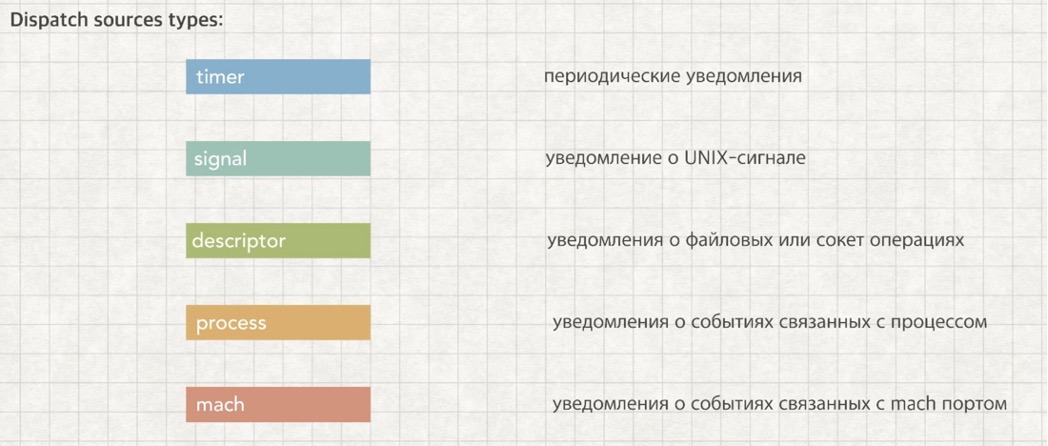 Dispatch sources types:
timer периодические уведомления
signal уведомление о UNIX-сигнале
descriptor уведомления о файловых или сокет операциях
process уведомления о событиях связанных с процессом
mach уведомления о событиях связанных с mach портом